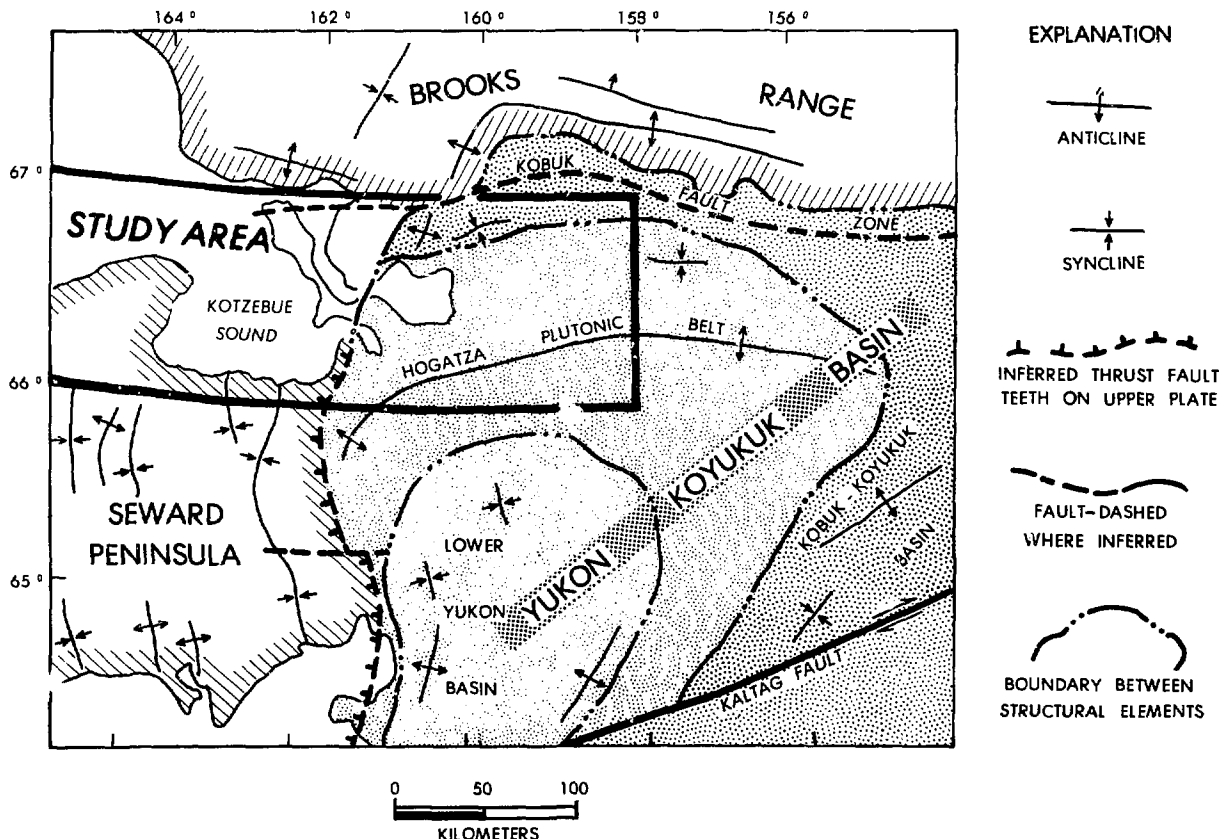 164°
162°
160°
158°
156°
67°
66°
65°
BROOKS
RANGE
KOBUK
FAULT
ZONE
STUDY AREA
KOTZEBUE
SOUND
HOGATZA
PLUTONIC
BELT
SEWARD
PENINSULA
LOWER
YUKON
BASIN
YUKON
KOYUKUK
BASIN
KOBUK-KOYUKUK
BASIN
KALTAG FAULT
0 50 100
KILOMETERS
EXPLANATION
ANTICLINE
SYNCLINE
INFERRED THRUST FAULT
TEETH ON UPPER PLATE
FAULT-DASHED
WHERE INFERRED
BOUNDARY BETWEEN
STRUCTURAL ELEMENTS